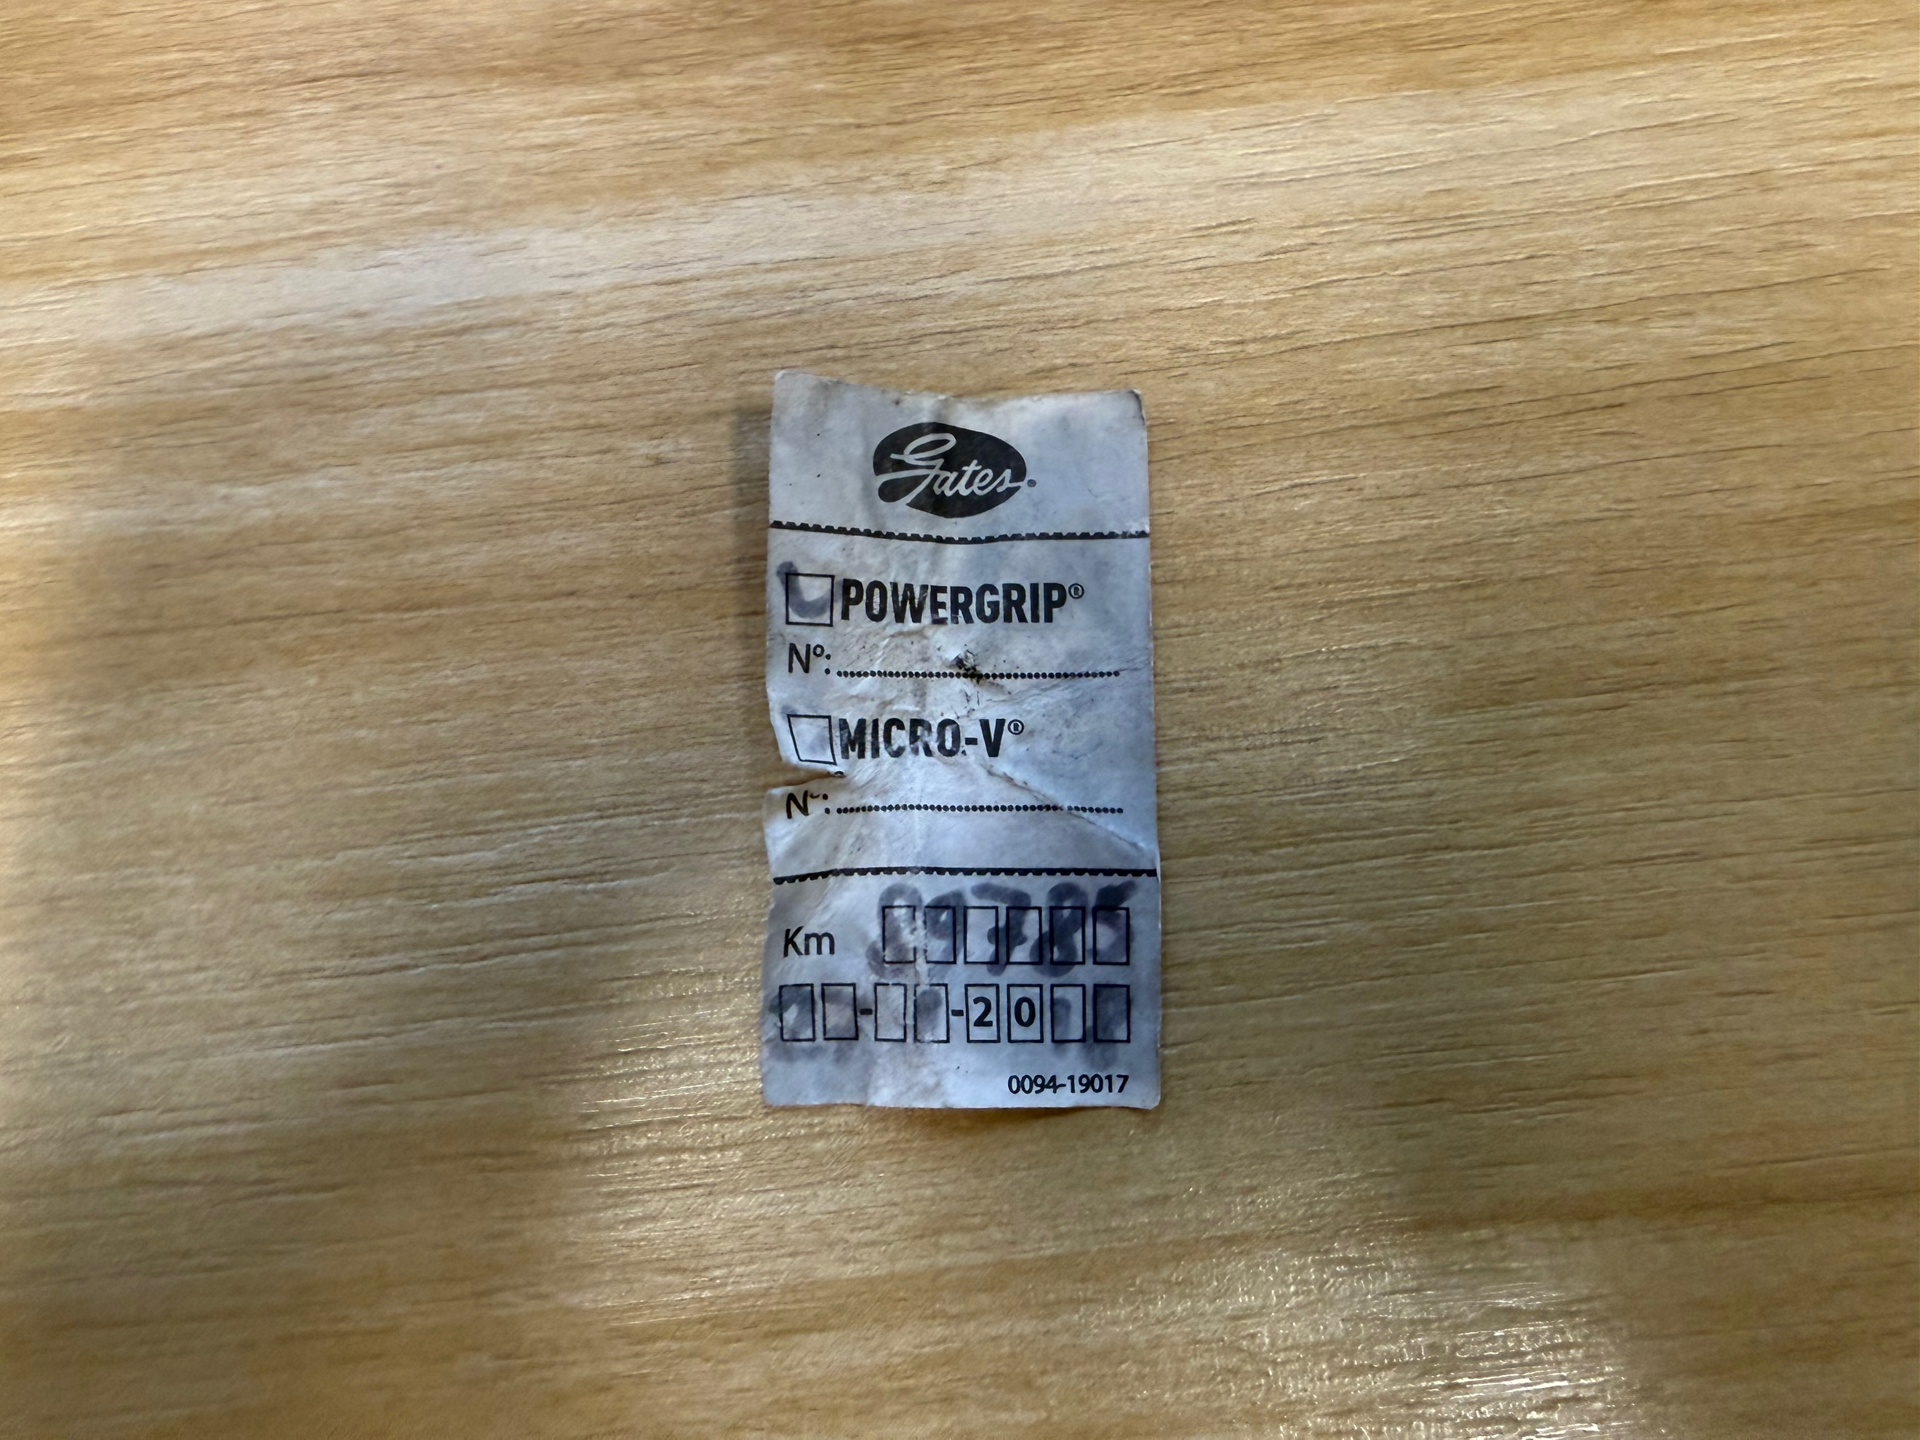 Gates®
POWERGRIP®
Nº:
MICRO-V®
Nº:
Km
- -20
0094-19017